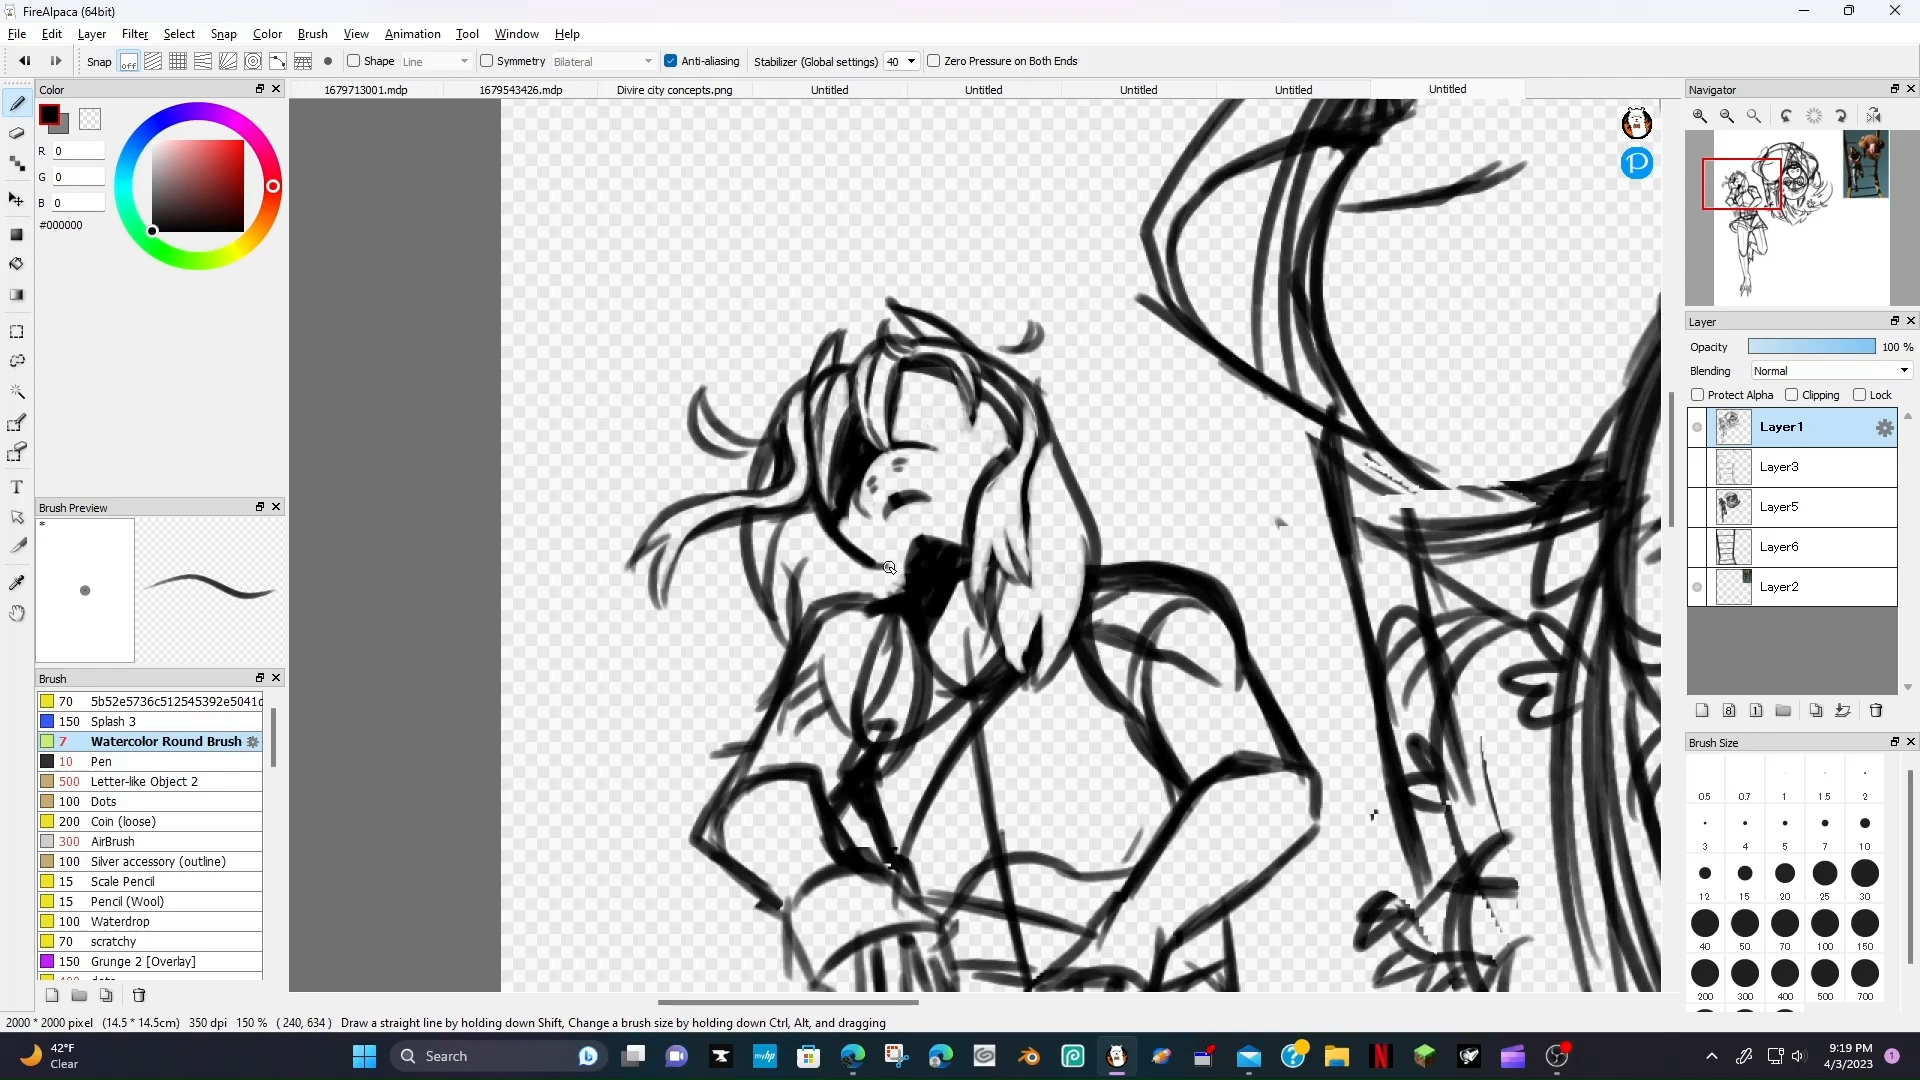 FireAlpaca (64bit)
File Edit Layer Filter Select Snap Color Brush View Animation Tool Window Help
Snap off Shape Line Symmetry Bilateral Anti-aliasing Stabilizer (Global settings) 40 Zero Pressure on Both Ends
Color
1679713001.mdp 1679543426.mdp Divire city concepts.png Untitled Untitled Untitled Untitled Untitled
Navigator
R 0
G 0
B 0
#000000
Layer
Opacity 100 %
Blending Normal
Protect Alpha Clipping Lock
Layer1
Layer3
Layer5
Layer6
Layer2
Brush Preview
*
Brush
70 5b52e5736c512545392e5041c
150 Splash 3
7 Watercolor Round Brush
10 Pen
500 Letter-like Object 2
100 Dots
200 Coin (loose)
300 AirBrush
100 Silver accessory (outline)
15 Scale Pencil
15 Pencil (Wool)
100 Waterdrop
70 scratchy
150 Grunge 2 [Overlay]
Brush Size
0.5 0.7 1 1.5 2
3 4 5 7 10
12 15 20 25 30
40 50 70 100 150
200 300 400 500 700
2000 * 2000 pixel (14.5 * 14.5cm) 350 dpi 150 % ( 240, 634 ) Draw a straight line by holding down Shift, Change a brush size by holding down Ctrl, Alt, and dragging
42°F
Clear
Search
myhp
9:19 PM
4/3/2023
1